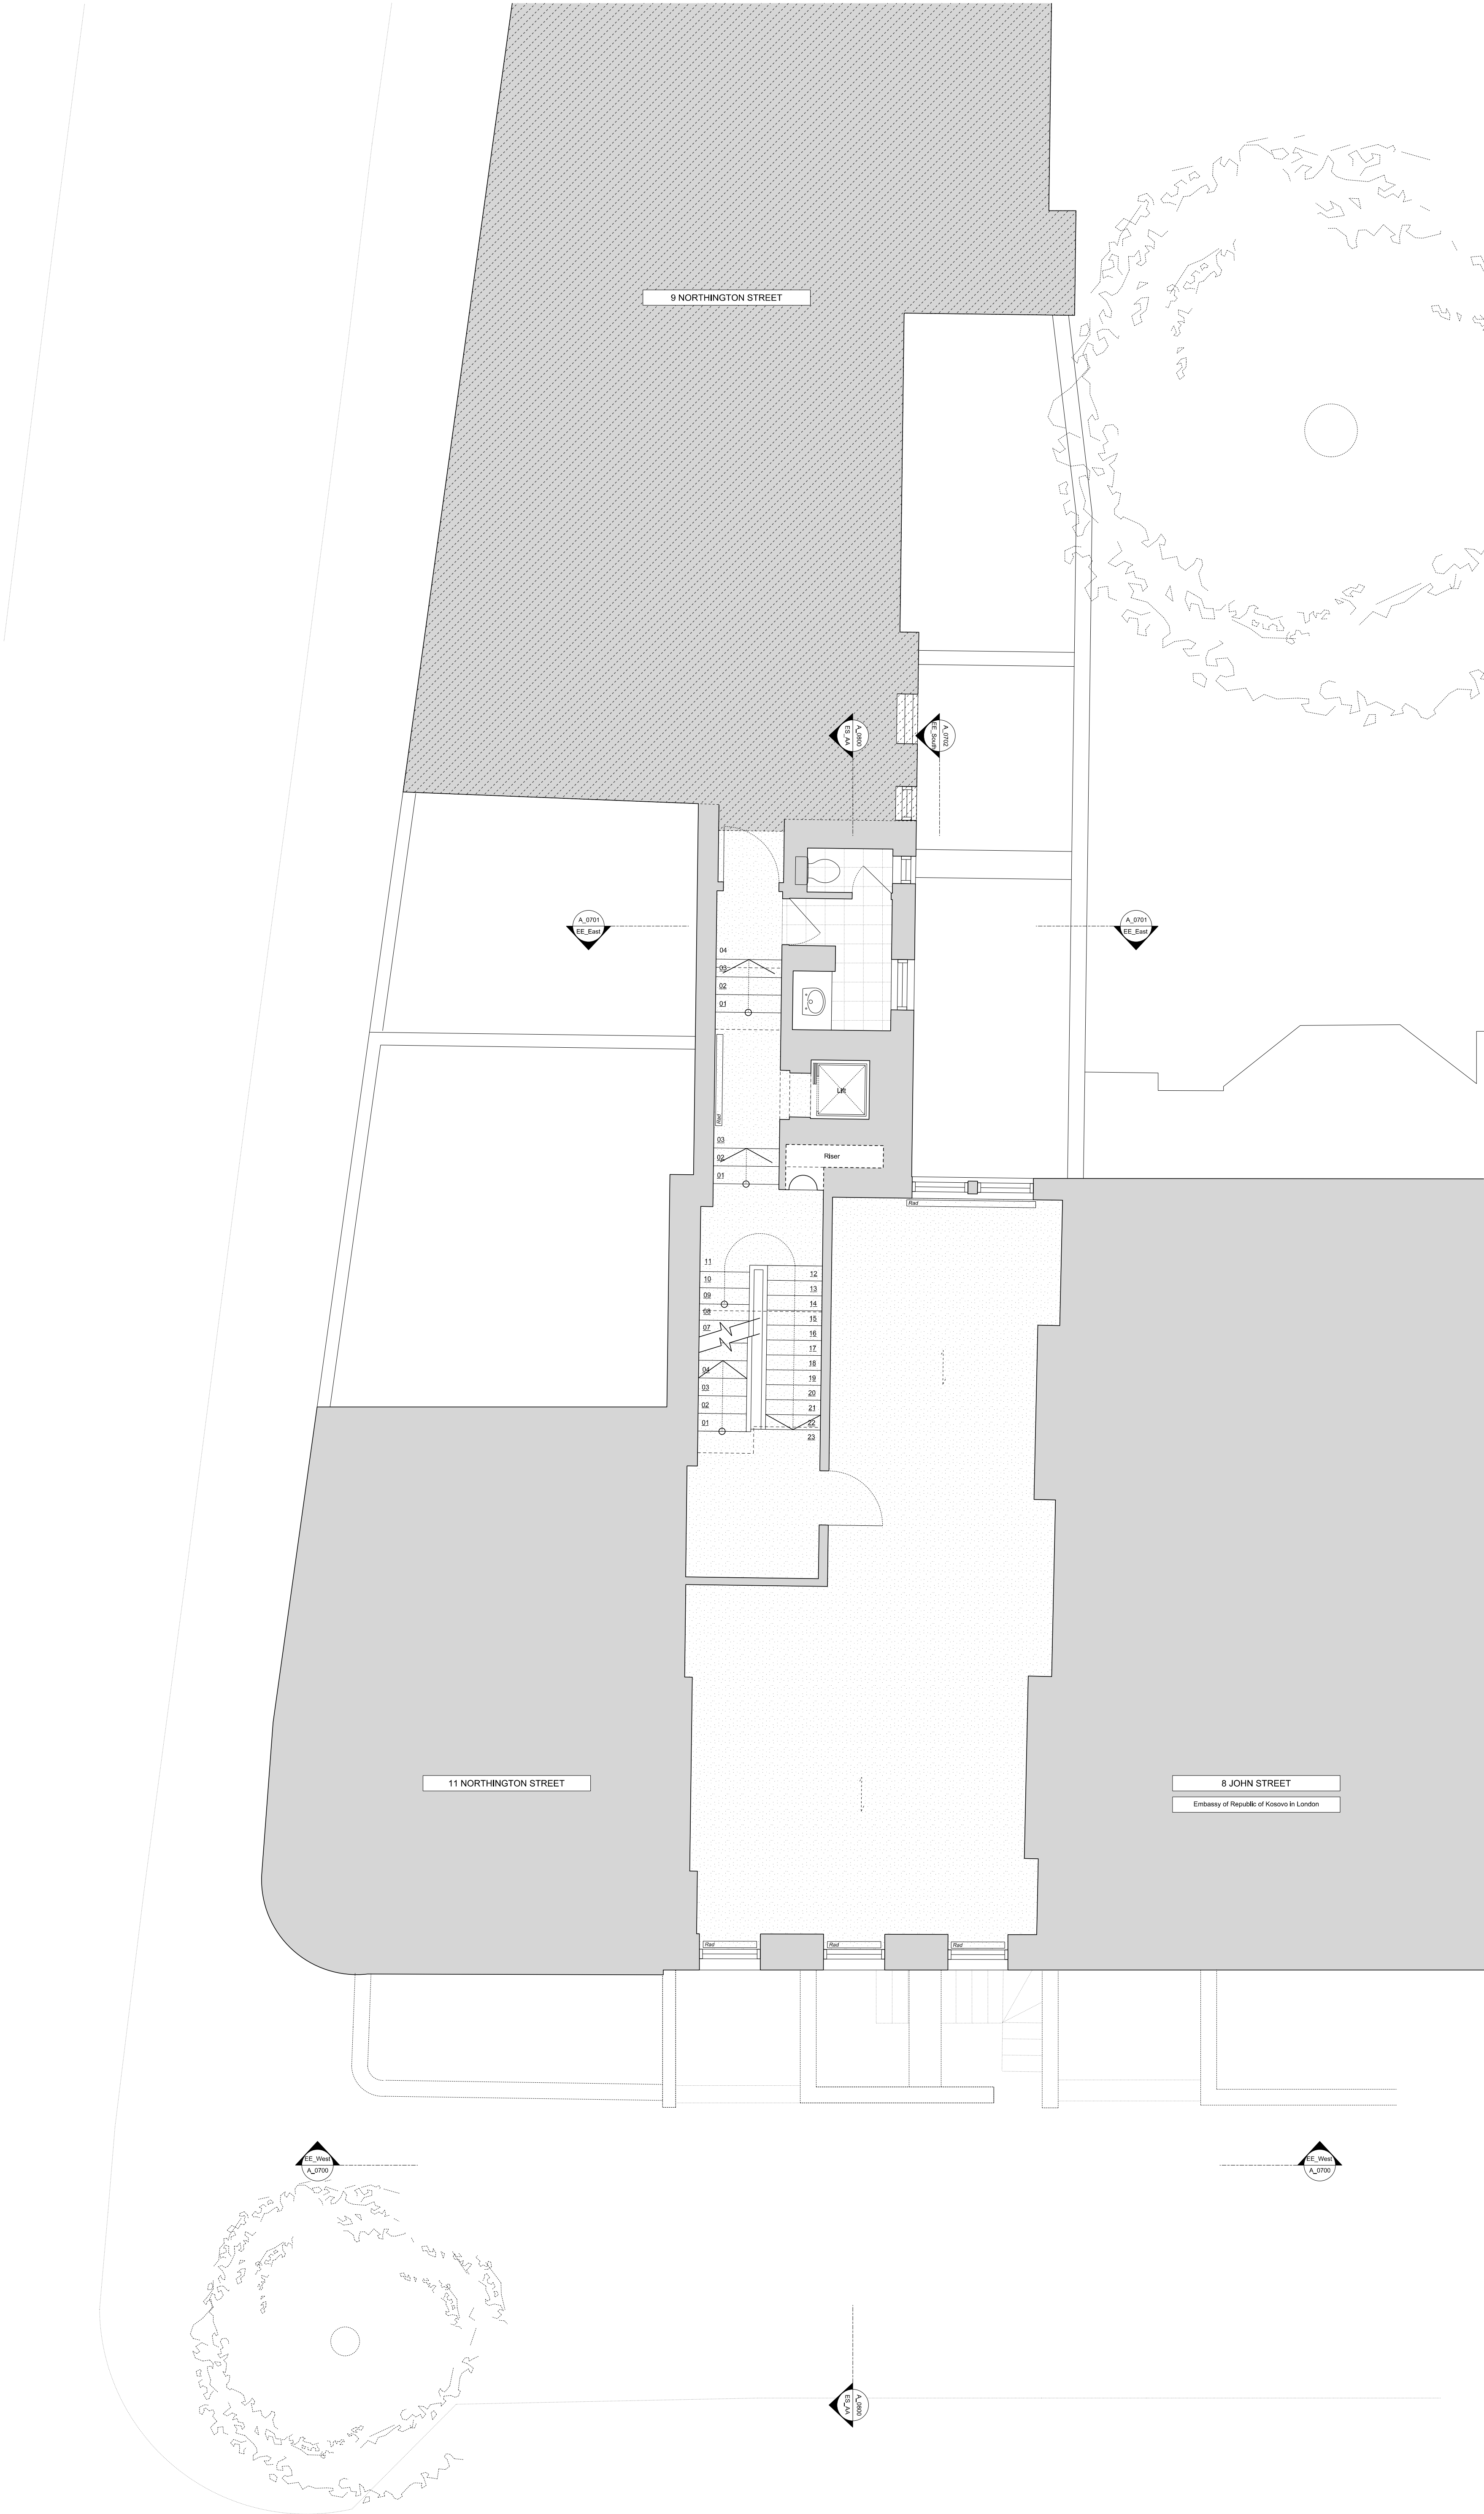 9 NORTHINGTON STREET
A_0800
ES_AA
A_0702
EE_South
A_0701
EE_East
A_0701
EE_East
04
03
02
01
Lift
Rad
03
02
01
Riser
Rad
11
10
09
08
07
04
03
02
01
12
13
14
15
16
17
18
19
20
21
22
23
11 NORTHINGTON STREET
8 JOHN STREET
Embassy of Republic of Kosovo in London
Rad
Rad
Rad
EE_West
A_0700
EE_West
A_0700
A_0800
ES_AA